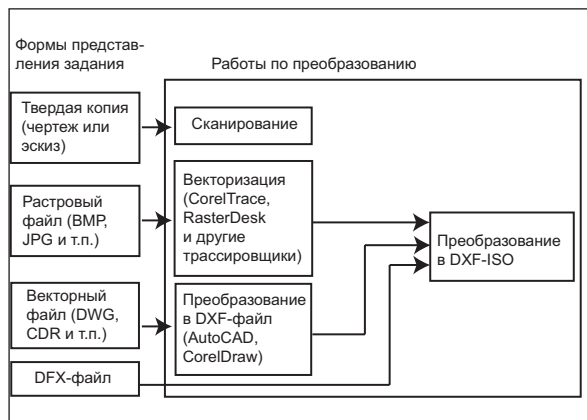 Формы представ-
ления задания
Работы по преобразованию
Твердая копия
(чертеж или
эскиз)
Сканирование
Растровый
файл (BMP,
JPG и т.п.)
Векторизация
(CorelTrace,
RasterDesk
и другие
трассировщики)
Преобразование
в DXF-ISO
Векторный
файл (DWG,
CDR и т.п.)
Преобразование
в DXF-файл
(AutoCAD,
CorelDraw)
DFX-файл